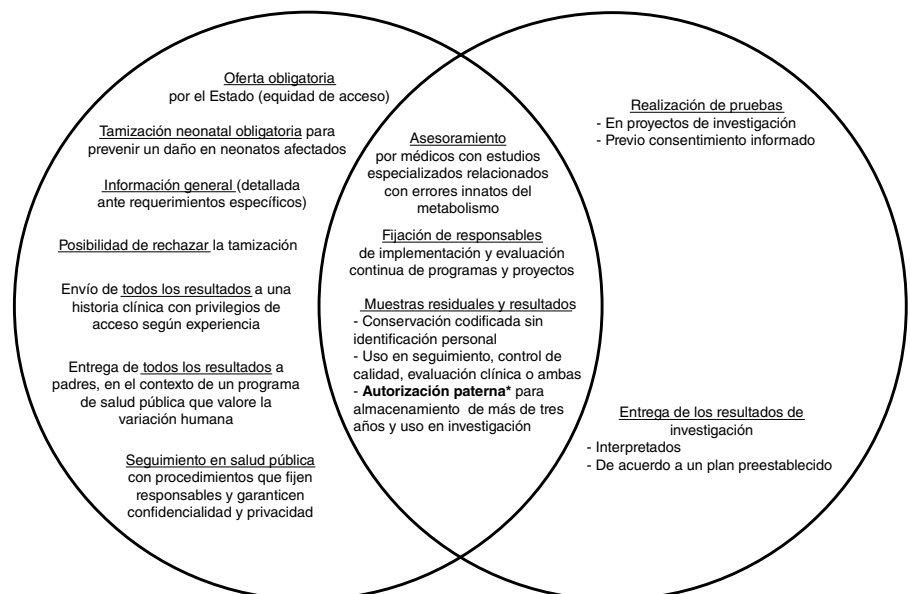 Oferta obligatoria
por el Estado (equidad de acceso)
Tamización neonatal obligatoria para
prevenir un daño en neonatos afectados
Información general (detallada
ante requerimientos específicos)
Posibilidad de rechazar la tamización
Envío de todos los resultados a una
historia clínica con privilegios de
acceso según experiencia
Entrega de todos los resultados a
padres, en el contexto de un programa
de salud pública que valore la
variación humana
Seguimiento en salud pública
con procedimientos que fijen
responsables y garanticen
confidencialidad y privacidad
Asesoramiento
por médicos con estudios
especializados relacionados
con errores innatos del
metabolismo
Fijación de responsables
de implementación y evaluación
continua de programas y proyectos
Muestras residuales y resultados
- Conservación codificada sin
identificación personal
- Uso en seguimiento, control de
calidad, evaluación clínica o ambas
- Autorización paterna* para
almacenamiento de más de tres
años y uso en investigación
Realización de pruebas
- En proyectos de investigación
- Previo consentimiento informado
Entrega de los resultados de
investigación
- Interpretados
- De acuerdo a un plan preestablecido